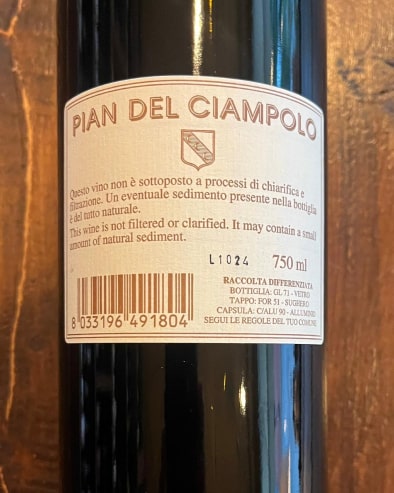 PIAN DEL CIAMPOLO
Questo vino non è sottoposto a processi di chiarifica e
filtrazione. Un eventuale sedimento presente nella bottiglia
è del tutto naturale.
This wine is not filtered or clarified. It may contain a small
amount of natural sediment.
L1024 750 ml
RACCOLTA DIFFERENZIATA
BOTTIGLIA: GL 71 - VETRO
TAPPO: FOR 51 - SUGHERO
CAPSULA: C/ALU 90 - ALLUMINIO
SEGUI LE REGOLE DEL TUO COMUNE
8 033196 491804